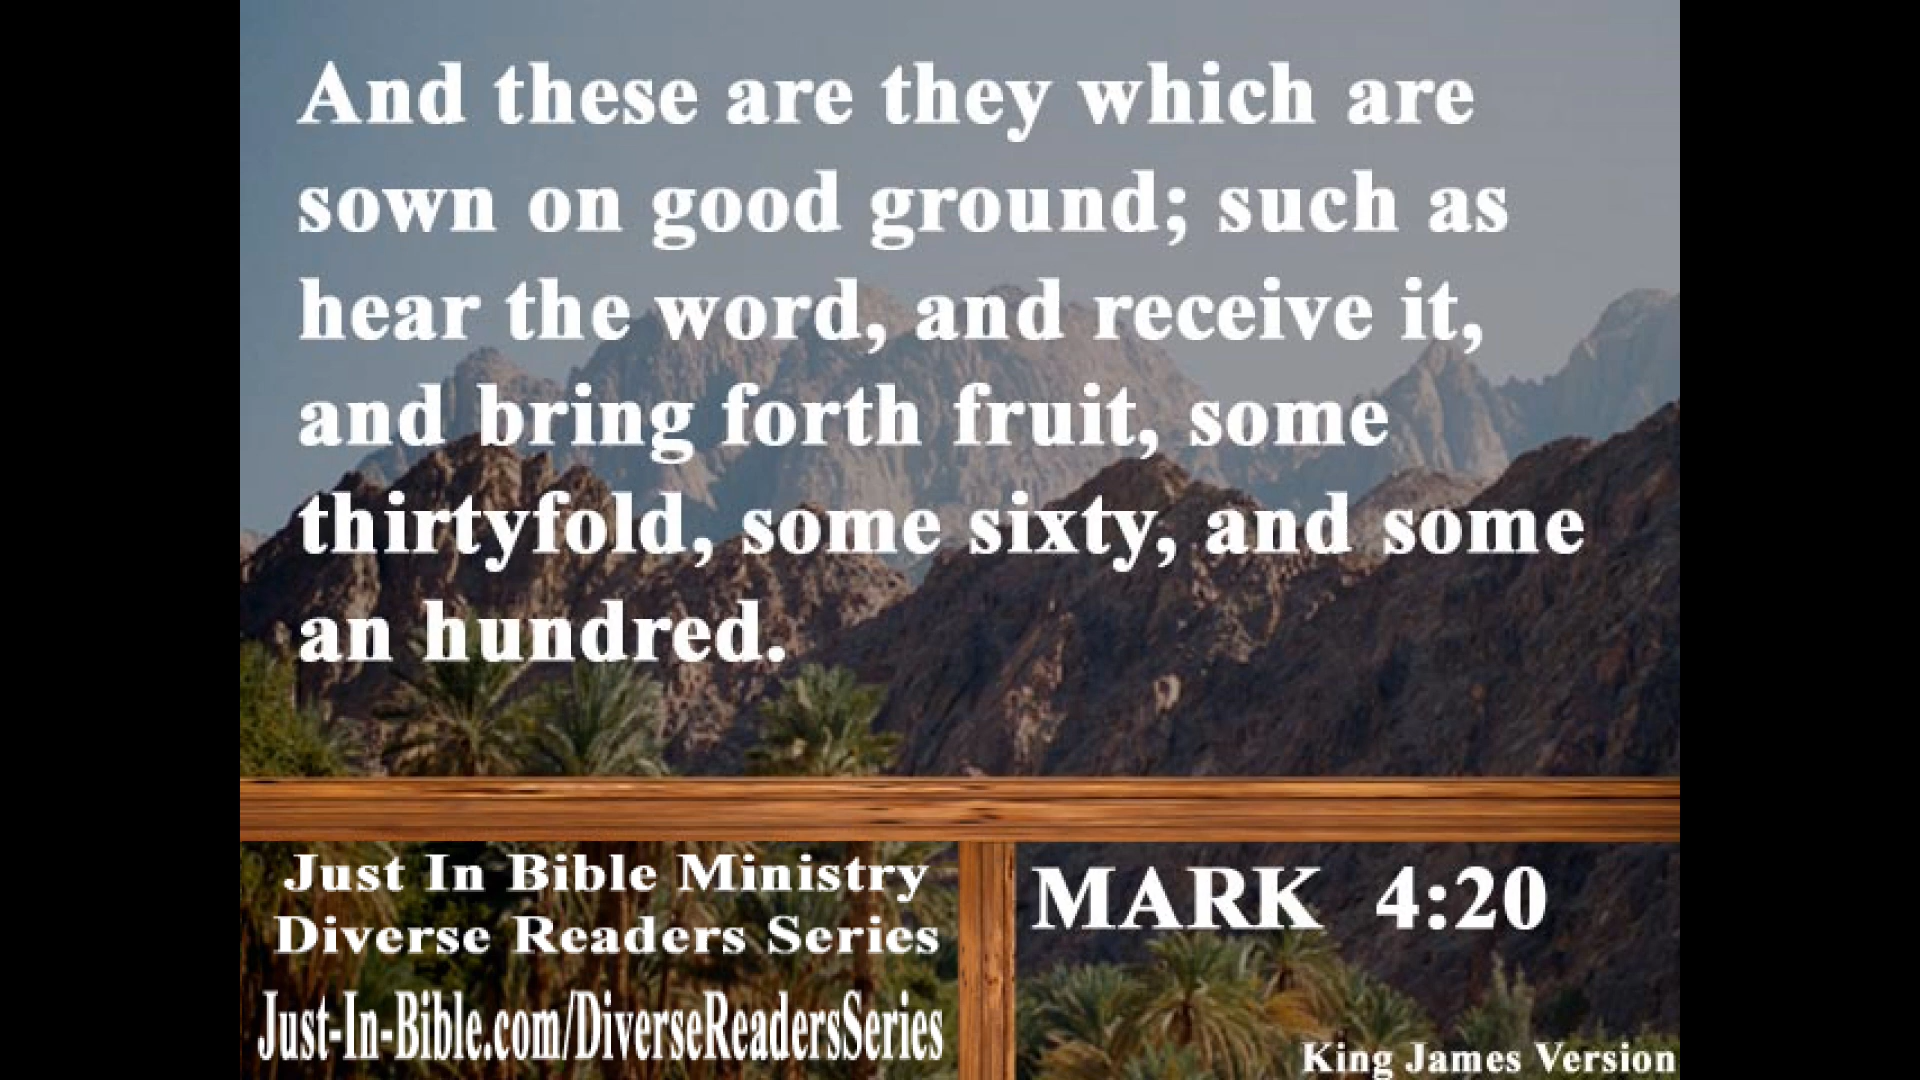 And these are they which are
sown on good ground; such as
hear the word, and receive it,
and bring forth fruit, some
thirtyfold, some sixty, and some
an hundred.
Just In Bible Ministry
Diverse Readers Series
Just-In-Bible.com/DiverseReadersSeries
MARK 4:20
King James Version